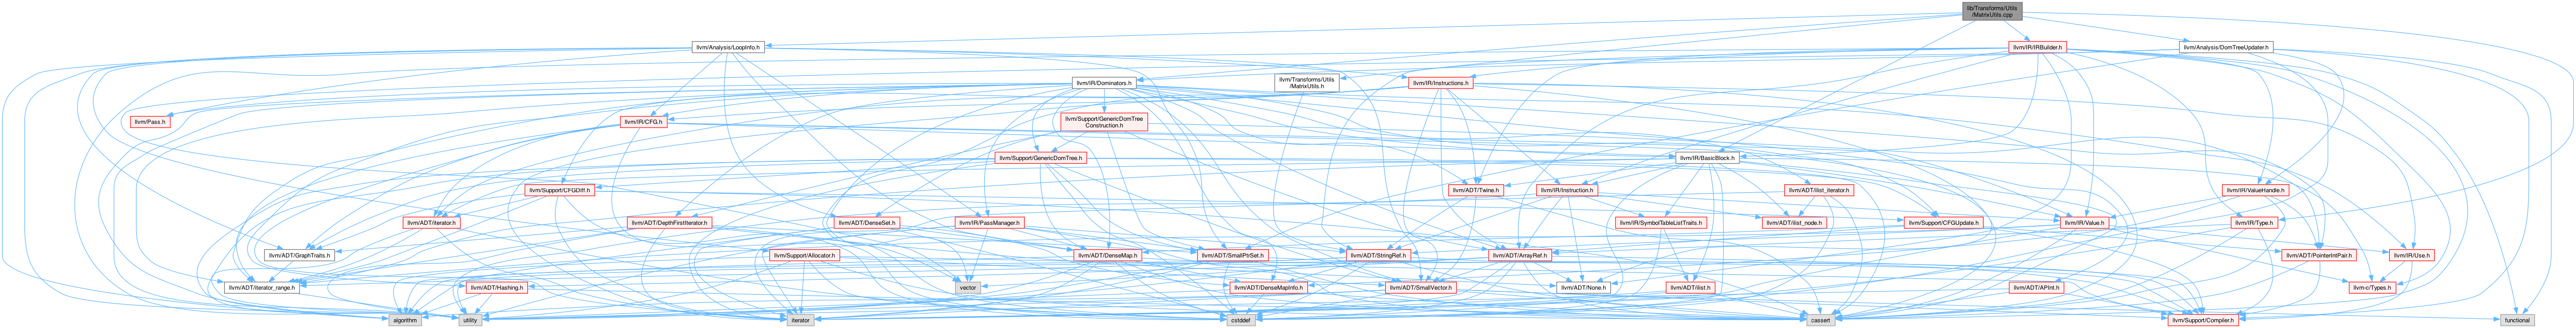 lib/Transforms/Utils
/MatrixUtils.cpp
llvm/Analysis/LoopInfo.h
llvm/IR/IRBuilder.h
llvm/Analysis/DomTreeUpdater.h
llvm/IR/Dominators.h
llvm/Transforms/Utils
/MatrixUtils.h
llvm/IR/Instructions.h
llvm/Pass.h
llvm/IR/CFG.h
llvm/Support/GenericDomTree
Construction.h
llvm/Support/GenericDomTree.h
llvm/IR/BasicBlock.h
llvm/Support/CFGDiff.h
llvm/ADT/Twine.h
llvm/IR/Instruction.h
llvm/ADT/ilist_iterator.h
llvm/IR/ValueHandle.h
llvm/ADT/iterator.h
llvm/ADT/DepthFirstIterator.h
llvm/ADT/DenseSet.h
llvm/IR/PassManager.h
llvm/IR/SymbolTableListTraits.h
llvm/ADT/ilist_node.h
llvm/Support/CFGUpdate.h
llvm/IR/Value.h
llvm/IR/Type.h
llvm/ADT/GraphTraits.h
llvm/Support/Allocator.h
llvm/ADT/DenseMap.h
llvm/ADT/SmallPtrSet.h
llvm/ADT/StringRef.h
llvm/ADT/ArrayRef.h
llvm/ADT/PointerIntPair.h
llvm/IR/Use.h
llvm/ADT/iterator_range.h
llvm/ADT/Hashing.h
vector
llvm/ADT/DenseMapInfo.h
llvm/ADT/SmallVector.h
llvm/ADT/None.h
llvm/ADT/ilist.h
llvm/ADT/APInt.h
llvm-c/Types.h
algorithm
utility
iterator
cstddef
cassert
llvm/Support/Compiler.h
functional